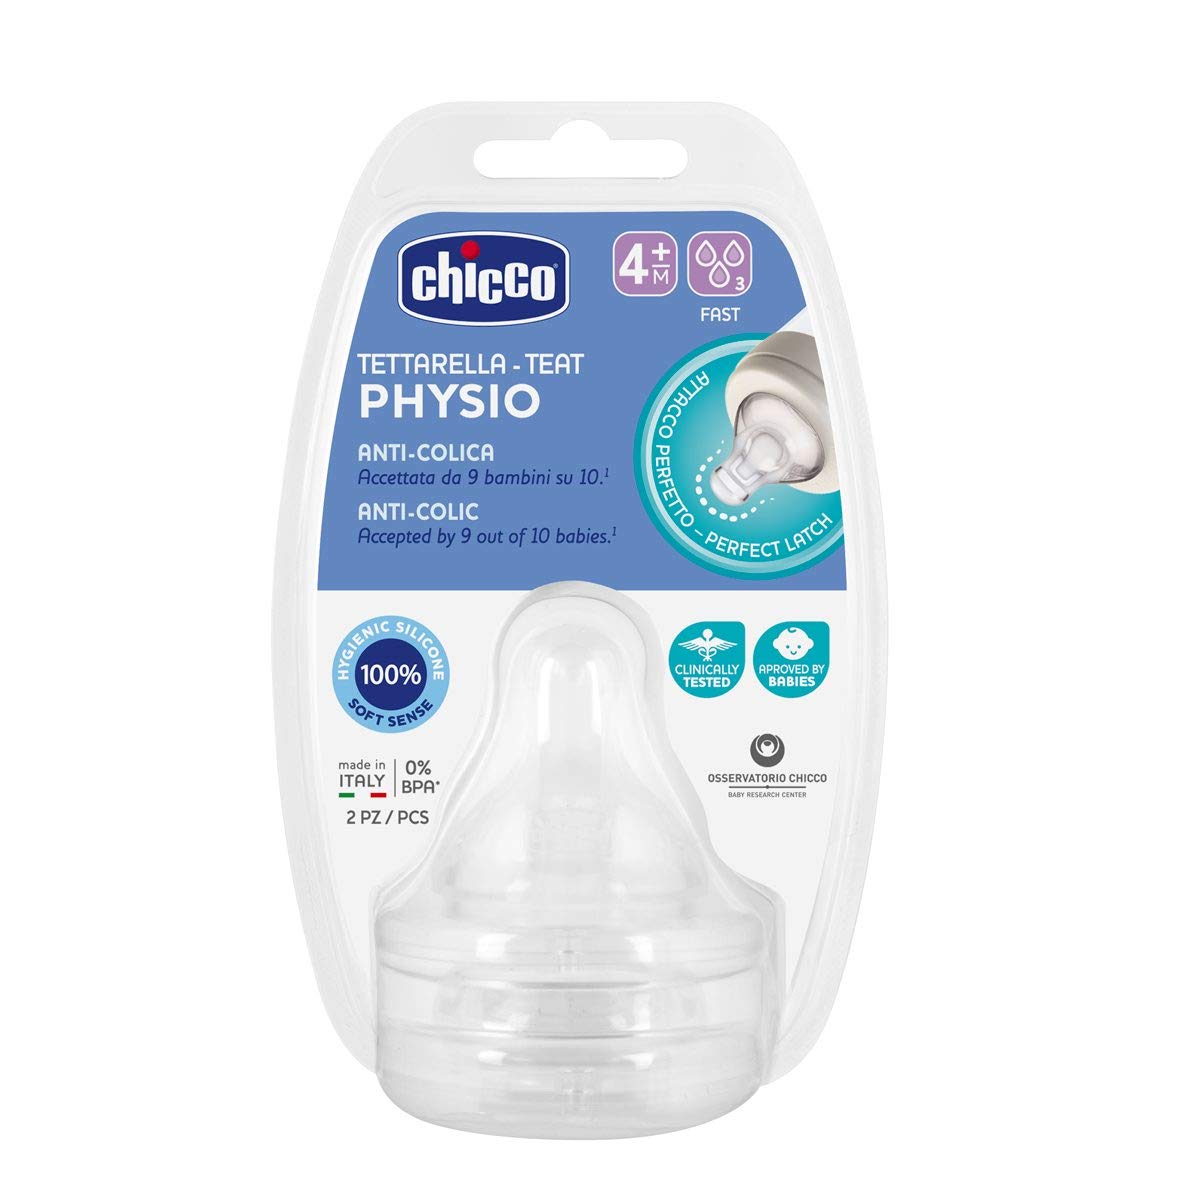 chicco
4+
M
3
FAST
TETTARELLA - TEAT
PHYSIO
ATTACCO PERFETTO - PERFECT LATCH
ANTI-COLICA
Accettata da 9 bambini su 10.¹
ANTI-COLIC
Accepted by 9 out of 10 babies.¹
HYGIENIC SILICONE
100%
SOFT SENSE
CLINICALLY
TESTED
APROVED BY
BABIES
made in
ITALY
0%
BPA*
2 PZ / PCS
OSSERVATORIO CHICCO
BABY RESEARCH CENTER